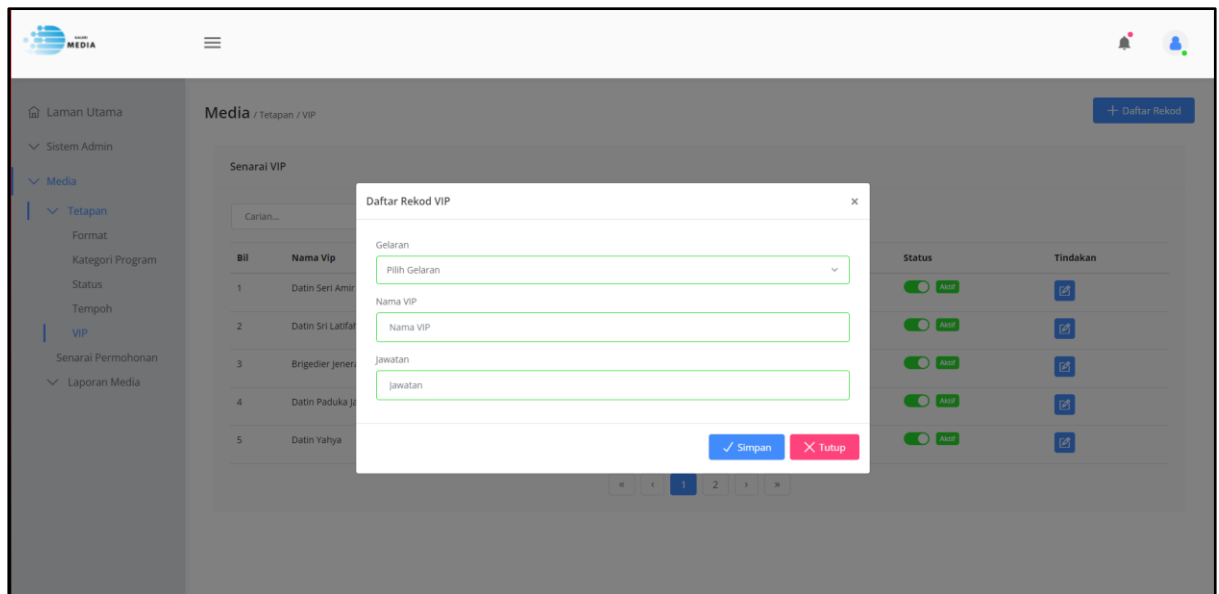 MEDIA
Laman Utama
Sistem Admin
Media
Tetapan
Format
Kategori Program
Status
Tempoh
VIP
Senarai Permohonan
Laporan Media
Media / Tetapan / VIP
+ Daftar Rekod
Senarai VIP
Carian...
Bil Nama Vip Status Tindakan
1 Datin Seri Amir Aktif
2 Datin Sri Latifah Aktif
3 Brigedier Jenera Aktif
4 Datin Paduka Aktif
5 Datin Yahya Aktif
« ‹ 1 2 › »
Daftar Rekod VIP ×
Gelaran
Pilih Gelaran
Nama VIP
Nama VIP
Jawatan
Jawatan
Simpan Tutup